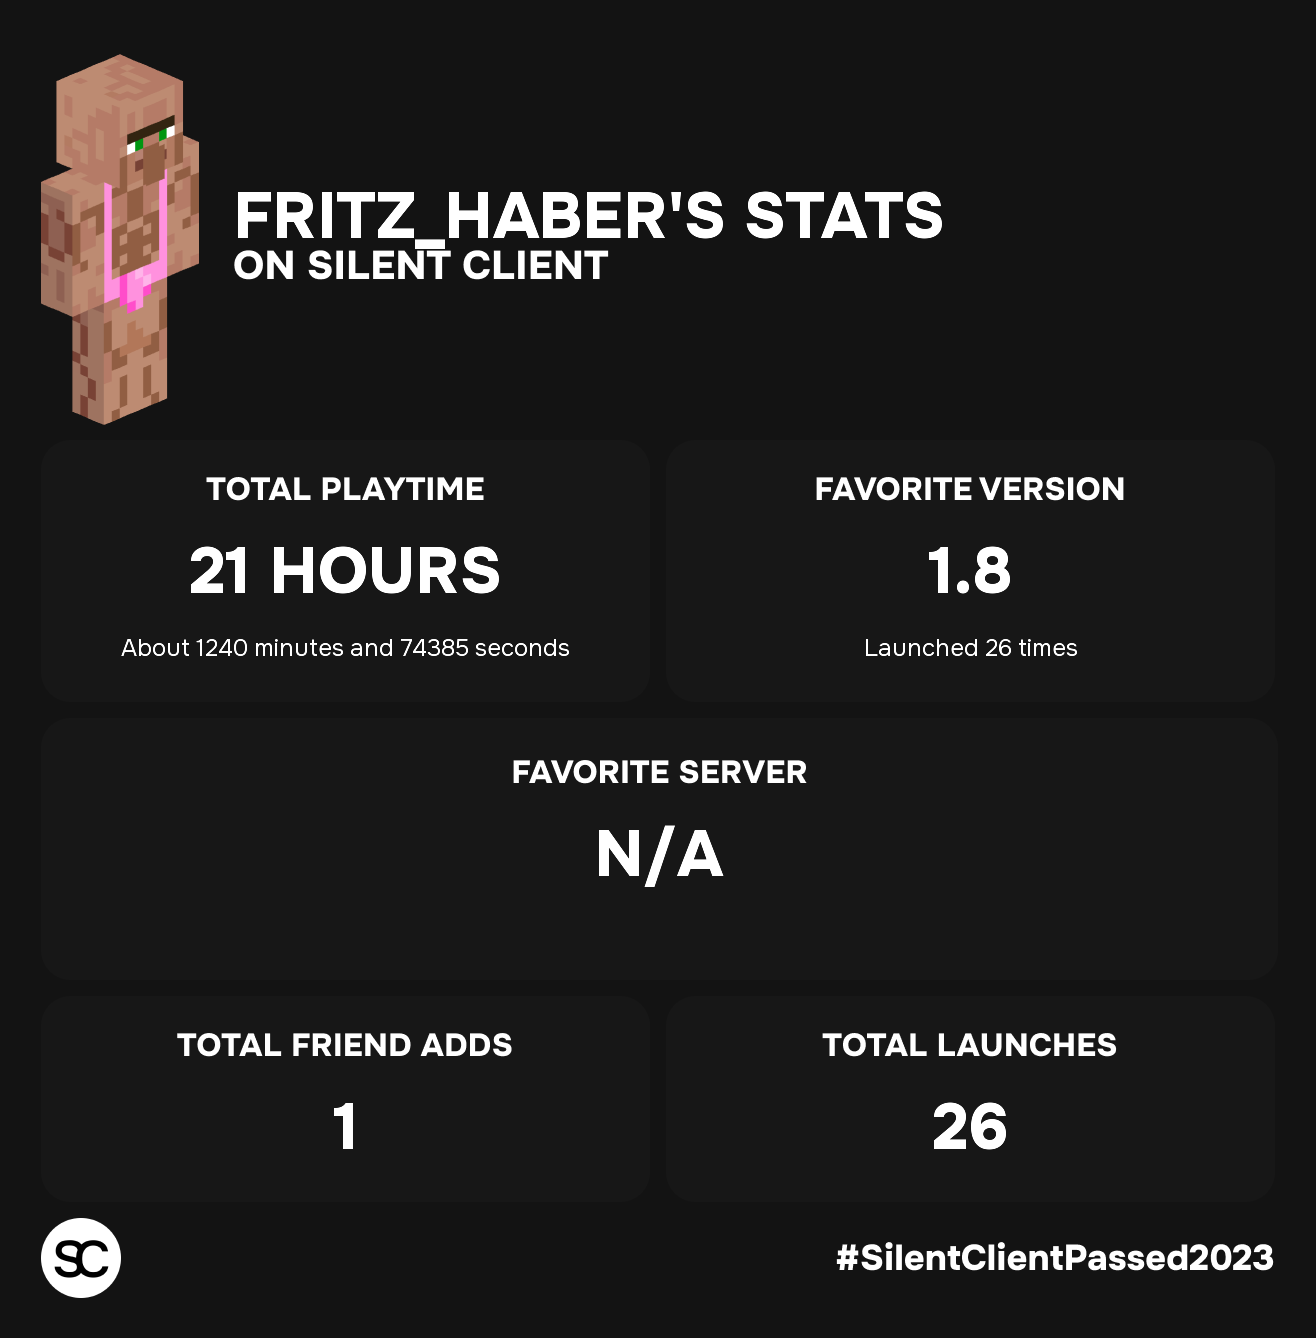 FRITZ_HABER'S STATS
ON SILENT CLIENT
TOTAL PLAYTIME
21 HOURS
About 1240 minutes and 74385 seconds
FAVORITE VERSION
1.8
Launched 26 times
FAVORITE SERVER
N/A
TOTAL FRIEND ADDS
1
TOTAL LAUNCHES
26
SC
#SilentClientPassed2023